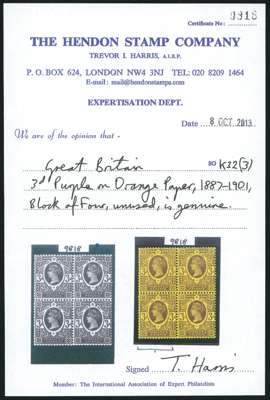 Certificate No: 9818
THE HENDON STAMP COMPANY
TREVOR I. HARRIS, A.I.E.P.
P. O. BOX 624, LONDON NW4 3NJ TEL: 020 8209 1464
E-mail: mail@hendonstamps.com
EXPERTISATION DEPT.
Date 8 OCT 2013
We are of the opinion that -
Great Britain SG K22(3)
3d Purple on Orange Paper, 1887-1901,
Block of Four, unused, is genuine.
9818 9818
Signed T. Harris
Member: The International Association of Expert Philatelists